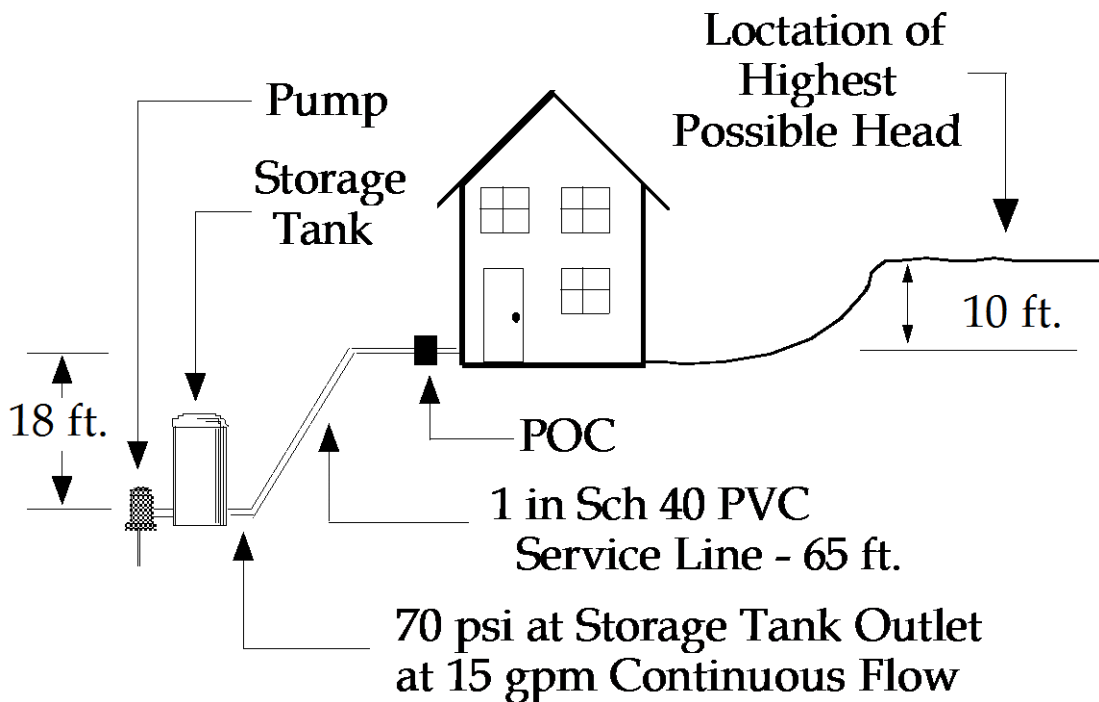 Loctation of
Highest
Possible Head
Pump
Storage
Tank
10 ft.
18 ft.
POC
1 in Sch 40 PVC
Service Line - 65 ft.
70 psi at Storage Tank Outlet
at 15 gpm Continuous Flow